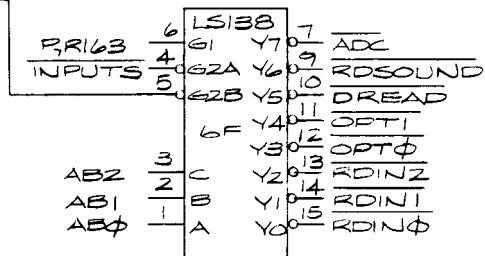 LS138
P,R163 6 G1 Y7 7 ADC
INPUTS 4 G2A Y6 9 RDSOUND
5 G2B Y5 10 DREAD
6F Y4 11 OPT1
Y3 12 OPTØ
AB2 3 C Y2 13 RDIN2
AB1 2 B Y1 14 RDIN1
ABØ 1 A Y0 15 RDINØ